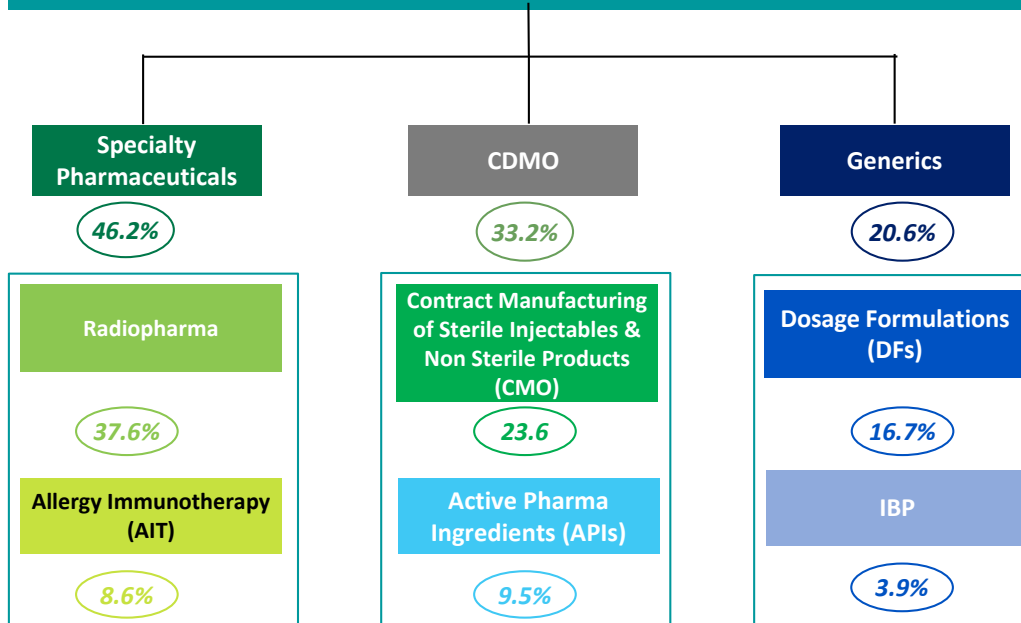 Specialty
Pharmaceuticals
46.2%
Radiopharma
37.6%
Allergy Immunotherapy
(AIT)
8.6%
CDMO
33.2%
Contract Manufacturing
of Sterile Injectables &
Non Sterile Products
(CMO)
23.6
Active Pharma
Ingredients (APIs)
9.5%
Generics
20.6%
Dosage Formulations
(DFs)
16.7%
IBP
3.9%